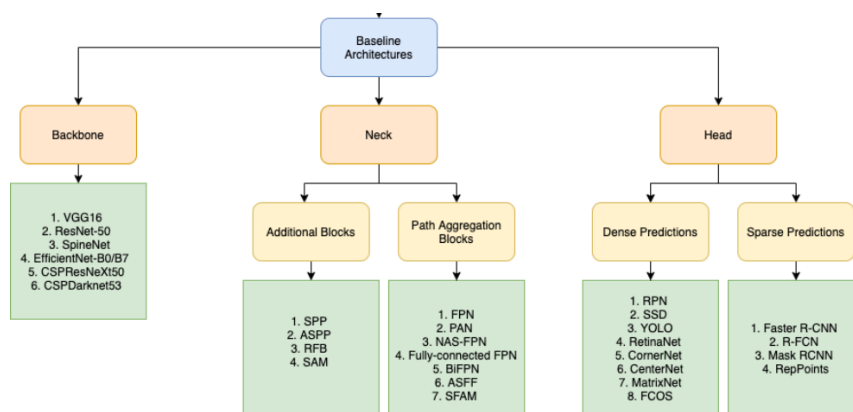 Baseline
Architectures
Backbone
Neck
Head
1. VGG16
2. ResNet-50
3. SpineNet
4. EfficientNet-B0/B7
5. CSPResNeXt50
6. CSPDarknet53
Additional Blocks
Path Aggregation
Blocks
Dense Predictions
Sparse Predictions
1. SPP
2. ASPP
3. RFB
4. SAM
1. FPN
2. PAN
3. NAS-FPN
4. Fully-connected FPN
5. BiFPN
6. ASFF
7. SFAM
1. RPN
2. SSD
3. YOLO
4. RetinaNet
5. CornerNet
6. CenterNet
7. MatrixNet
8. FCOS
1. Faster R-CNN
2. R-FCN
3. Mask RCNN
4. RepPoints